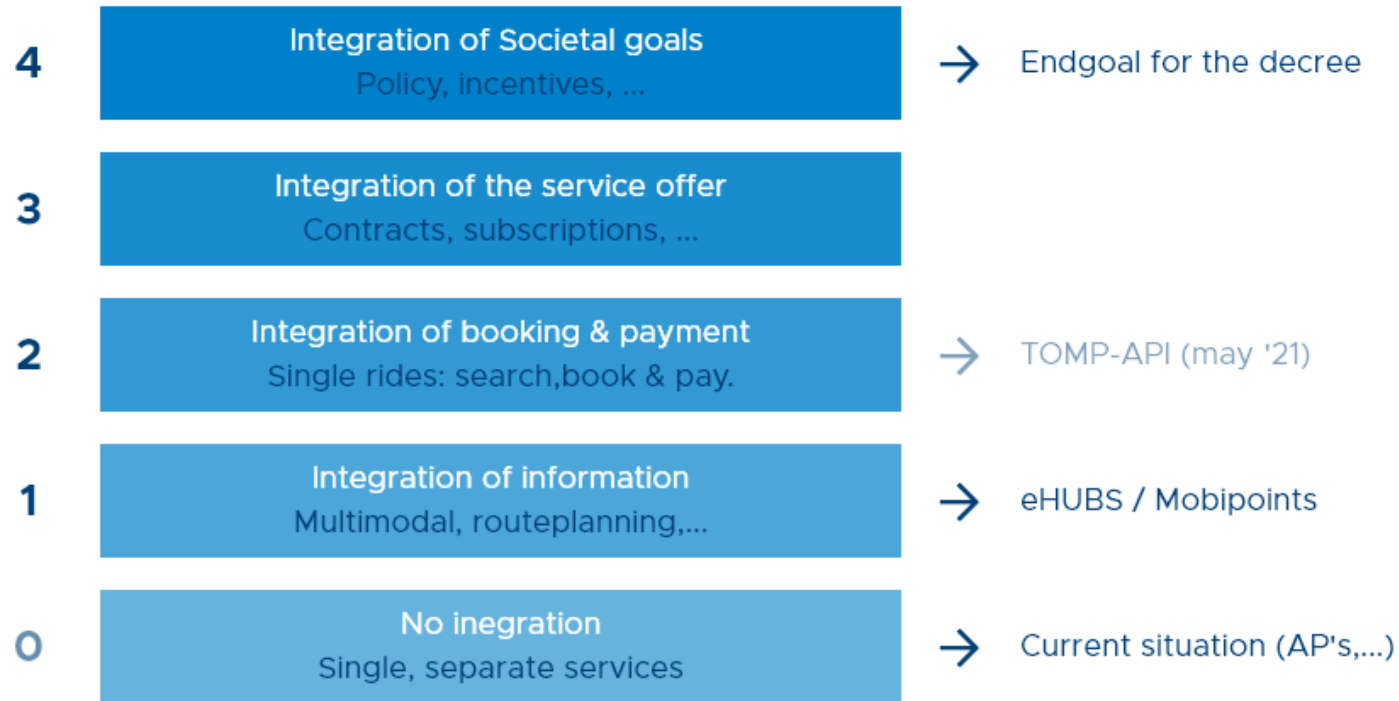 4
Integration of Societal goals
Policy, incentives, ...
→ Endgoal for the decree
3
Integration of the service offer
Contracts, subscriptions, ...
2
Integration of booking & payment
Single rides: search,book & pay.
→ TOMP-API (may '21)
1
Integration of information
Multimodal, routeplanning,...
→ eHUBS / Mobipoints
0
No inegration
Single, separate services
→ Current situation (AP's,...)